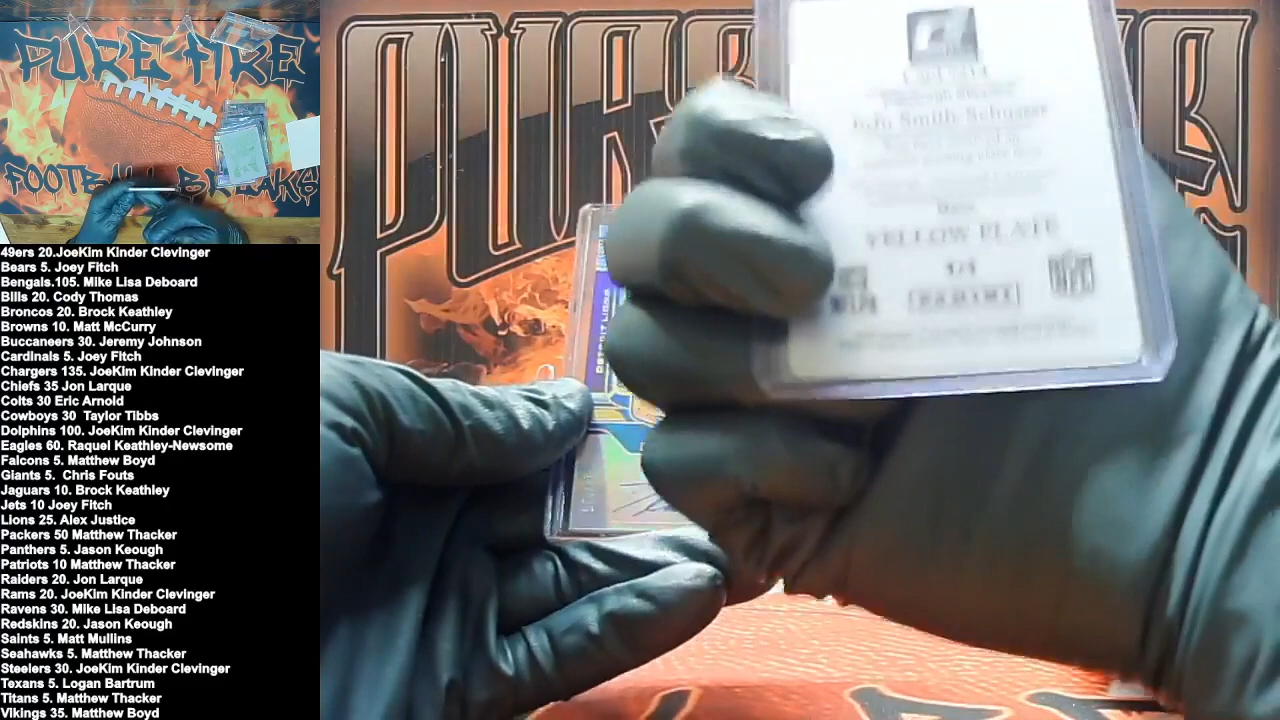 PURE FIRE
FOOTBALL BREAKS
49ers 20.JoeKim Kinder Clevinger
Bears 5. Joey Fitch
Bengals.105. Mike Lisa Deboard
Bills 20. Cody Thomas
Broncos 20. Brock Keathley
Browns 10. Matt McCurry
Buccaneers 30. Jeremy Johnson
Cardinals 5. Joey Fitch
Chargers 135. JoeKim Kinder Clevinger
Chiefs 35 Jon Larque
Colts 30 Eric Arnold
Cowboys 30 Taylor Tibbs
Dolphins 100. JoeKim Kinder Clevinger
Eagles 60. Raquel Keathley-Newsome
Falcons 5. Matthew Boyd
Giants 5. Chris Fouts
Jaguars 10. Brock Keathley
Jets 10 Joey Fitch
Lions 25. Alex Justice
Packers 50 Matthew Thacker
Panthers 5. Jason Keough
Patriots 10 Matthew Thacker
Raiders 20. Jon Larque
Rams 20. JoeKim Kinder Clevinger
Ravens 30. Mike Lisa Deboard
Redskins 20. Jason Keough
Saints 5. Matt Mullins
Seahawks 5. Matthew Thacker
Steelers 30. JoeKim Kinder Clevinger
Texans 5. Logan Bartrum
Titans 5. Matthew Thacker
Vikings 35. Matthew Boyd
JuJu Smith-Schuster
YELLOW PLATE
1/1
PANINI
NFL
DETROIT LIONS